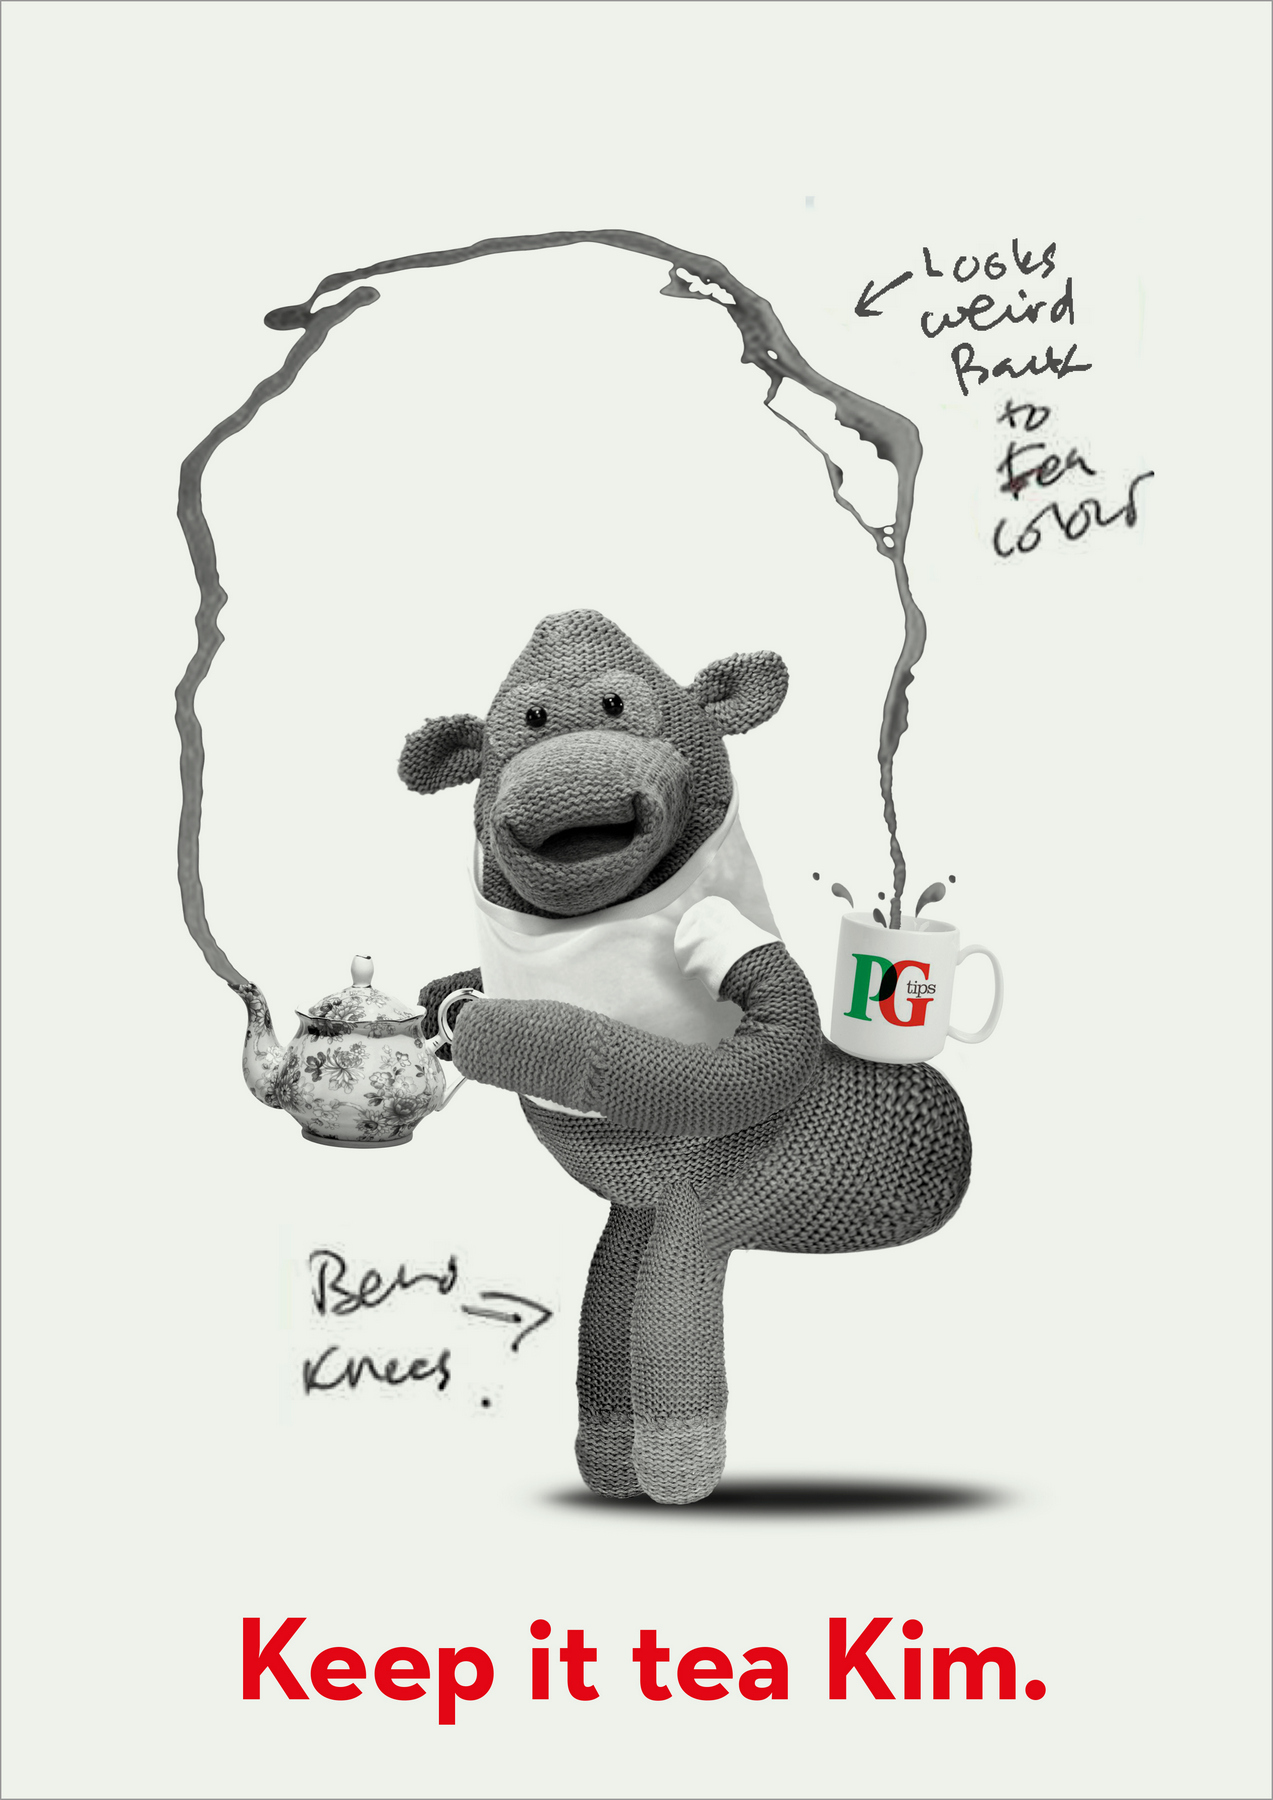 Looks
weird
Back
to
tea
colour
PG
tips
Bend
Knees.
Keep it tea Kim.